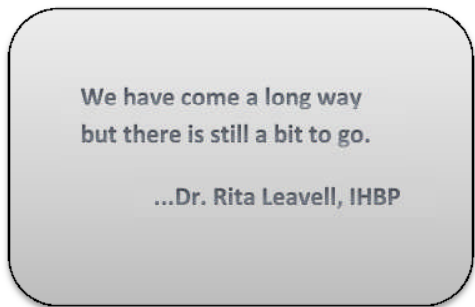 We have come a long way
but there is still a bit to go.
...Dr. Rita Leavell, IHBP